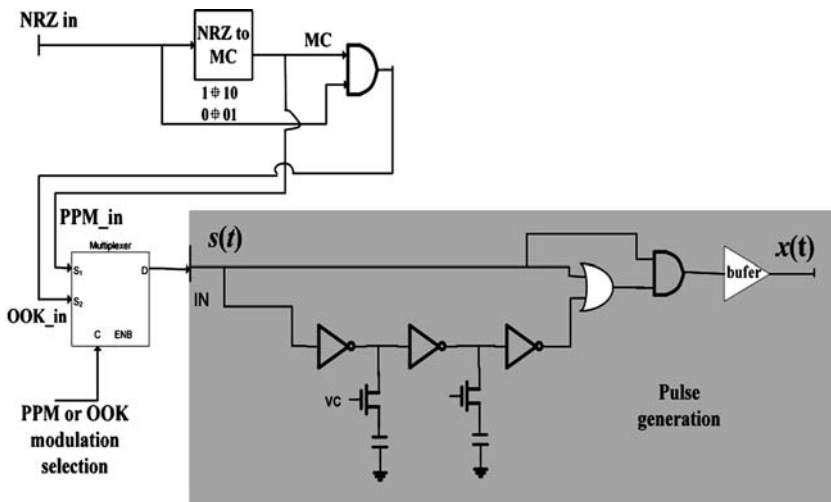 NRZ in
NRZ to
MC
MC
1⌖10
0⌖01
PPM_in
s(t)
x(t)
Multiplexer
S₁
D
bufer
S₂
IN
OOK_in
C ENB
VC
PPM or OOK
modulation
selection
Pulse
generation